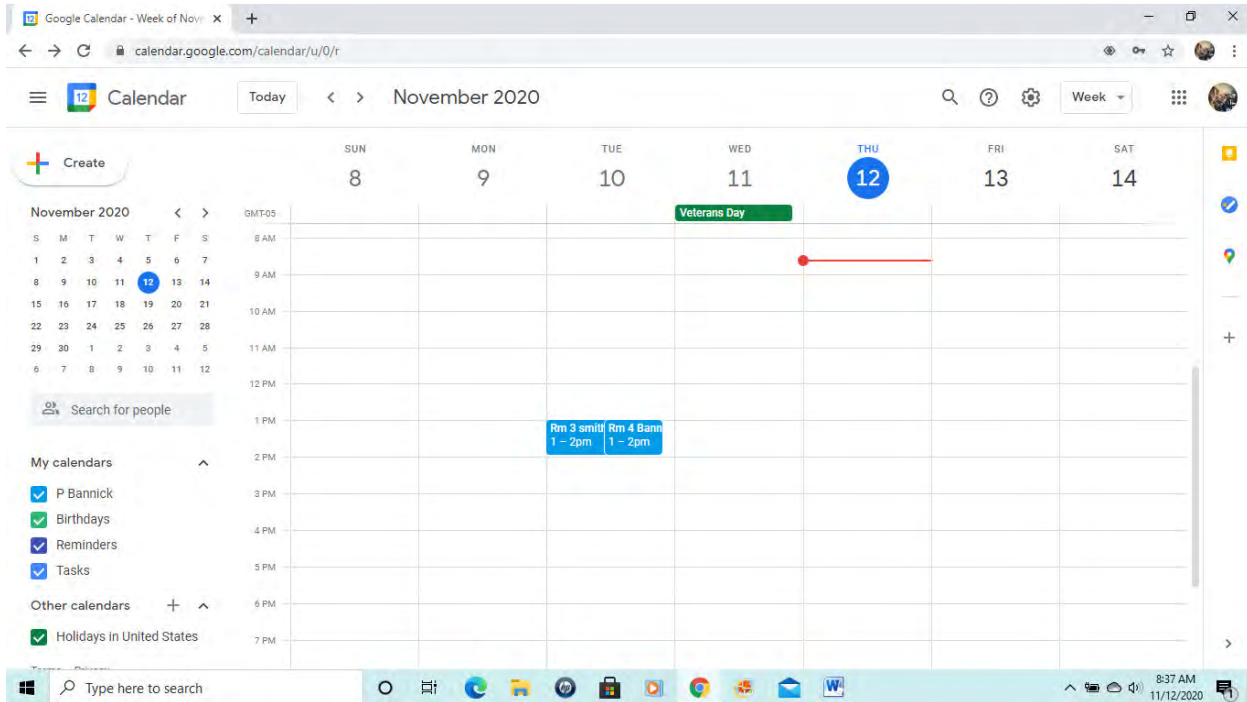 Google Calendar - Week of Nov
calendar.google.com/calendar/u/0/r
12 Calendar Today November 2020 Week
Create
SUN MON TUE WED THU FRI SAT
8 9 10 11 12 13 14
November 2020
GMT-05 Veterans Day
S M T W T F S
1 2 3 4 5 6 7
8 9 10 11 12 13 14
15 16 17 18 19 20 21
22 23 24 25 26 27 28
29 30 1 2 3 4 5
6 7 8 9 10 11 12
Search for people
My calendars
P Bannick
Birthdays
Reminders
Tasks
Other calendars
Holidays in United States
8 AM
9 AM
10 AM
11 AM
12 PM
1 PM
2 PM
3 PM
4 PM
5 PM
6 PM
7 PM
Rm 3 smith
1 – 2pm
Rm 4 Bann
1 – 2pm
Type here to search
8:37 AM
11/12/2020